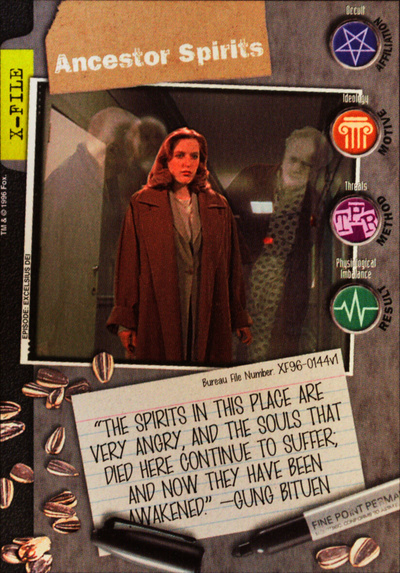 Ancestor Spirits
X-FILE
TM & © 1996 Fox.
EPISODE: EXCELSIUS DEI
Occult
AFFILIATION
Ideology
MOTIVE
Threats
TPR
METHOD
Physiological
Imbalance
RESULT
Bureau File Number: XF96-0144v1
"THE SPIRITS IN THIS PLACE ARE
VERY ANGRY, AND THE SOULS THAT
DIED HERE CONTINUE TO SUFFER;
AND NOW THEY HAVE BEEN
AWAKENED." —GUNG BITUEN
FINE POINT PERMA
X-FILE